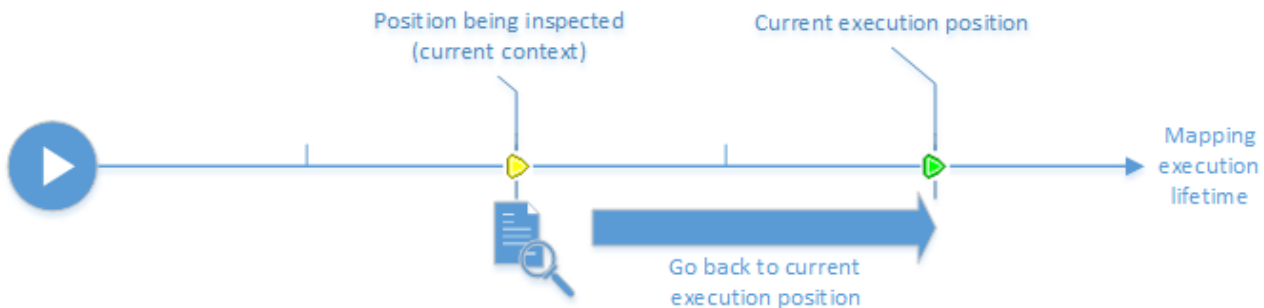 Position being inspected
(current context)
Current execution position
Mapping
execution
lifetime
Go back to current
execution position